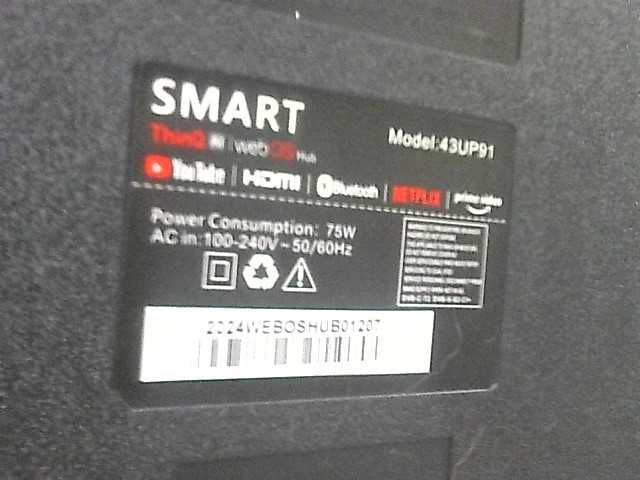 SMART
ThinQ AI | webOS Hub
Model:43UP91
YouTube | HDMI | Bluetooth | NETFLIX | prime video
Power Consumption: 75W
AC in:100-240V~50/60Hz
2024WEBOSHUB01207